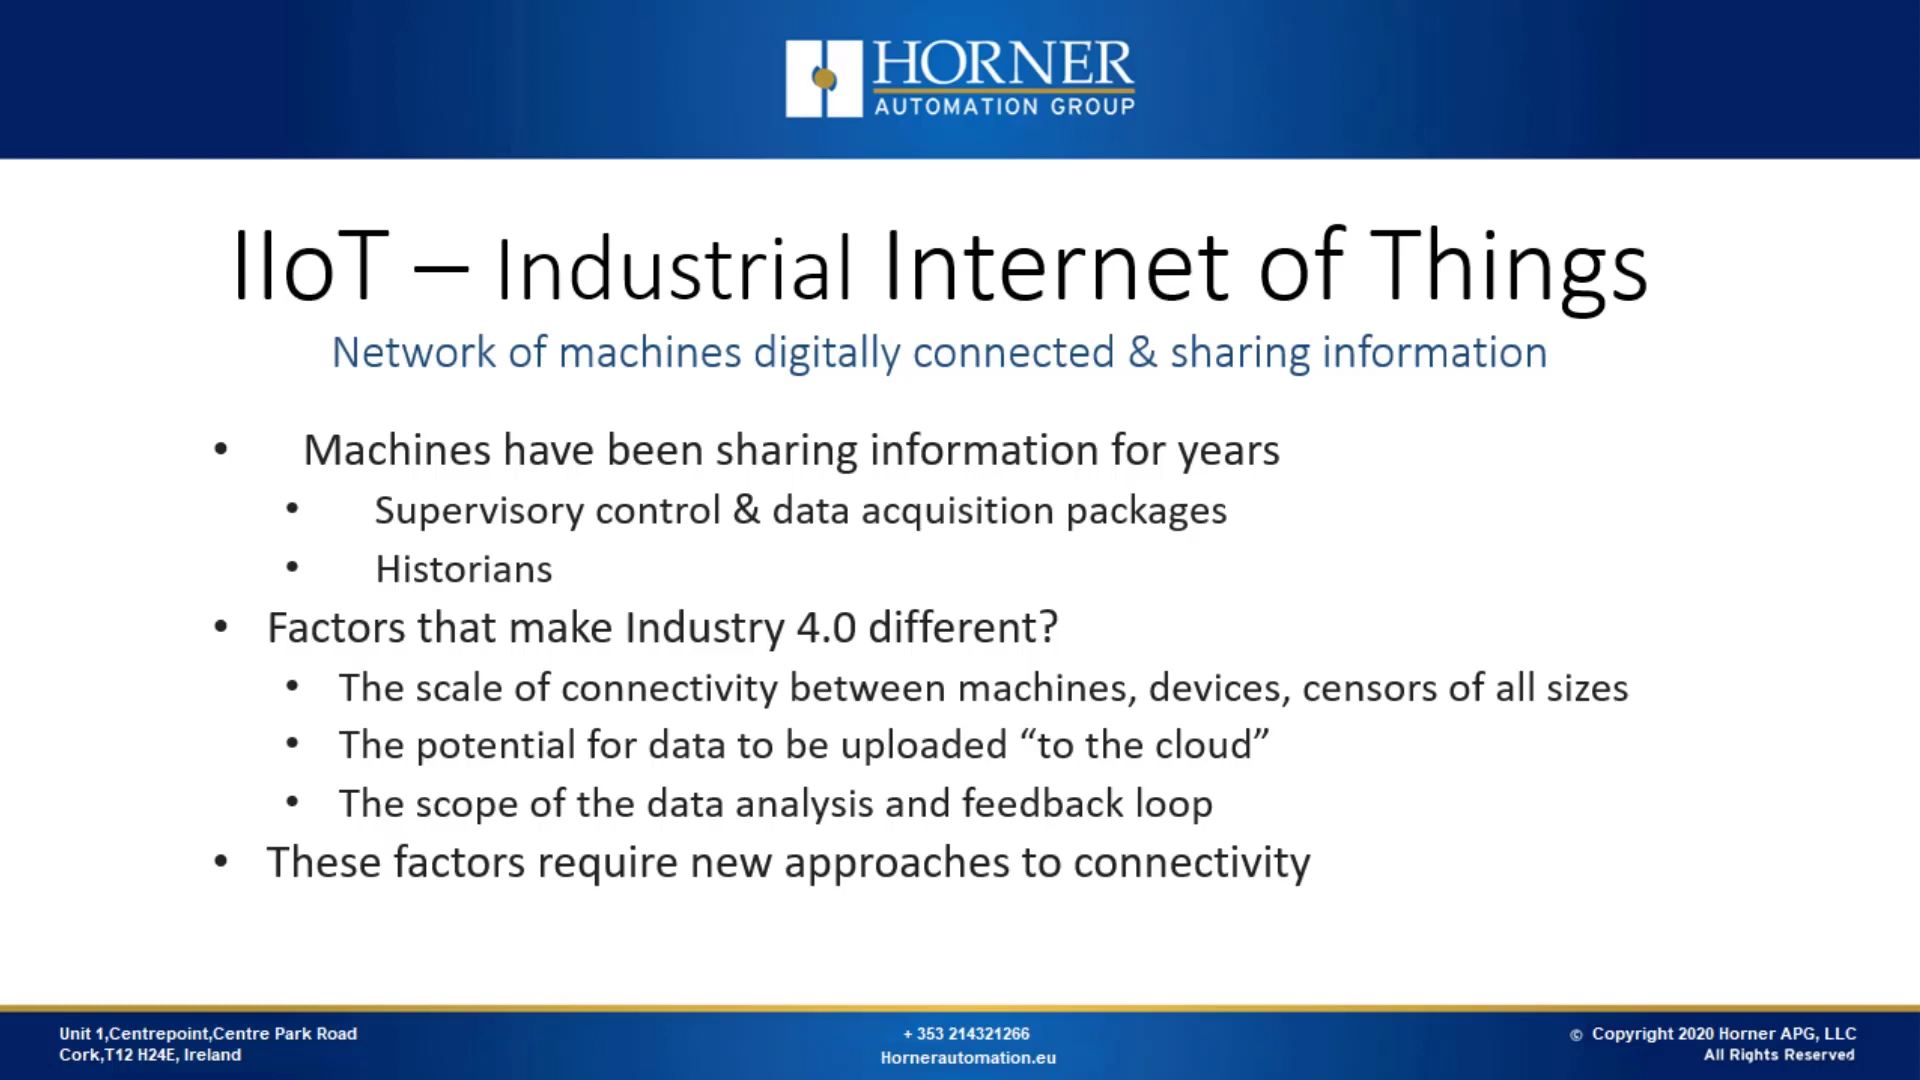 HORNER
AUTOMATION GROUP
IIoT – Industrial Internet of Things
Network of machines digitally connected & sharing information
• Machines have been sharing information for years
• Supervisory control & data acquisition packages
• Historians
• Factors that make Industry 4.0 different?
• The scale of connectivity between machines, devices, censors of all sizes
• The potential for data to be uploaded “to the cloud”
• The scope of the data analysis and feedback loop
• These factors require new approaches to connectivity
Unit 1,Centrepoint,Centre Park Road
Cork,T12 H24E, Ireland
+ 353 214321266
Hornerautomation.eu
© Copyright 2020 Horner APG, LLC
All Rights Reserved